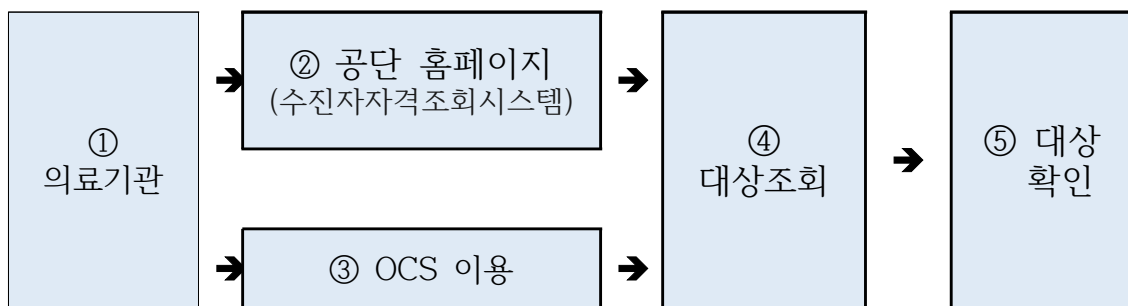 ①
의료기관
② 공단 홈페이지
(수진자자격조회시스템)
③ OCS 이용
④
대상조회
⑤ 대상
확인